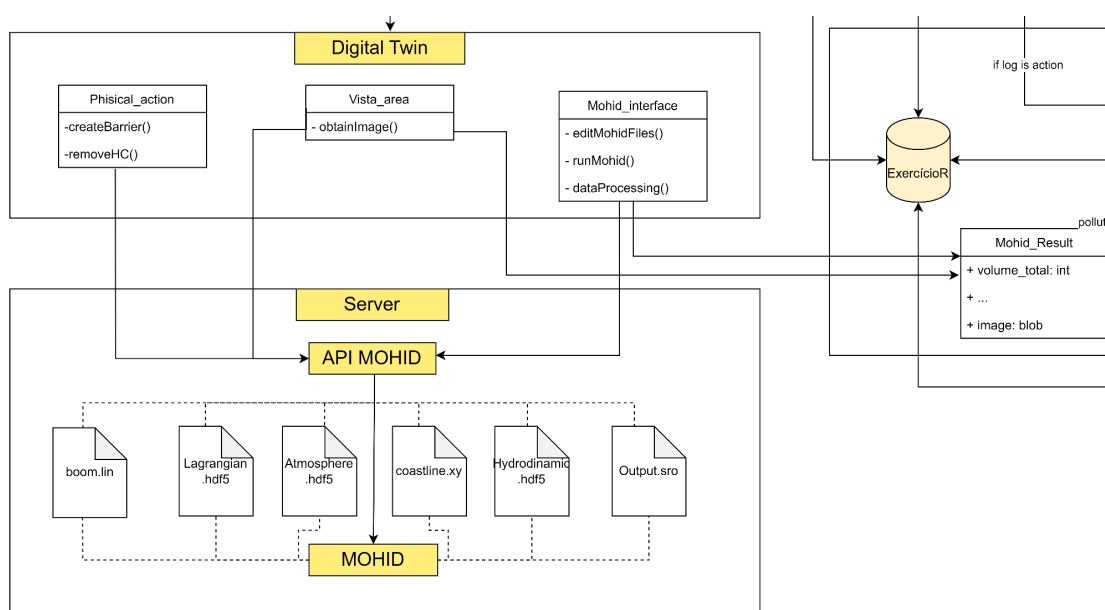 Digital Twin
Phisical_action
-createBarrier()
-removeHC()
Vista_area
- obtainImage()
Mohid_interface
- editMohidFiles()
- runMohid()
- dataProcessing()
if log is action
ExercícioR
pollut
Mohid_Result
+ volume_total: int
+ ...
+ image: blob
Server
API MOHID
boom.lin
Lagrangian
.hdf5
Atmosphere
.hdf5
coastline.xy
Hydrodinamic
.hdf5
Output.sro
MOHID